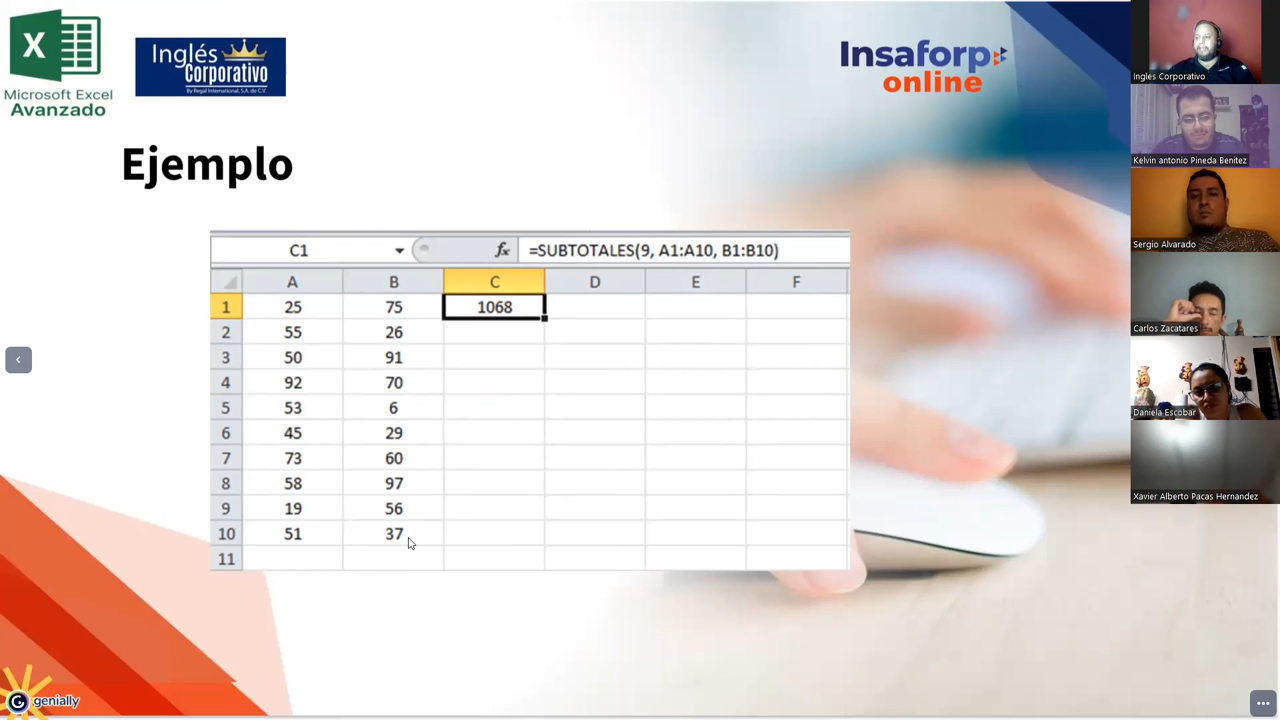 Microsoft Excel
Avanzado
Inglés
Corporativo
By Regal International, S.A. de C.V.
Insaforp
online
Ejemplo
C1 fx =SUBTOTALES(9, A1:A10, B1:B10)
A B C D E F
1 25 75 1068
2 55 26
3 50 91
4 92 70
5 53 6
6 45 29
7 73 60
8 58 97
9 19 56
10 51 37
11
genially
Ingles Corporativo
Kelvin antonio Pineda Benitez
Sergio Alvarado
Carlos Zacatares
Daniela Escobar
Xavier Alberto Pacas Hernandez